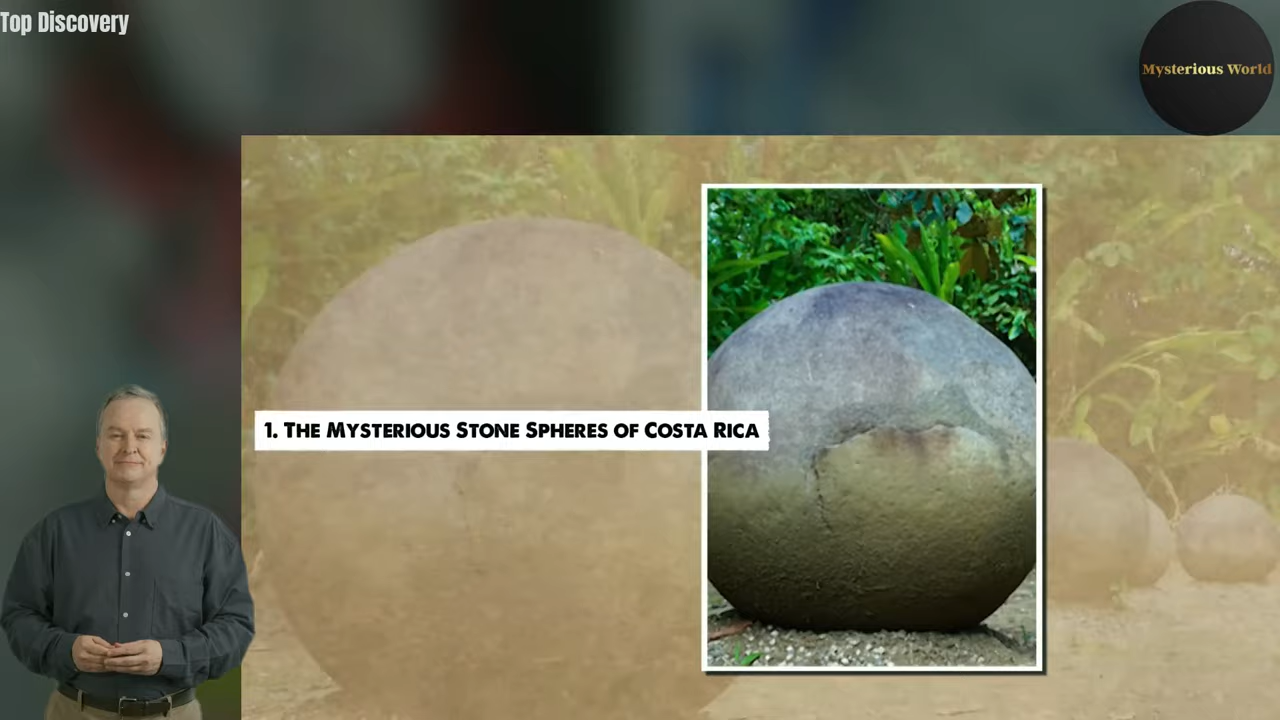 Top Discovery
Mysterious World
1. The Mysterious Stone Spheres of Costa Rica